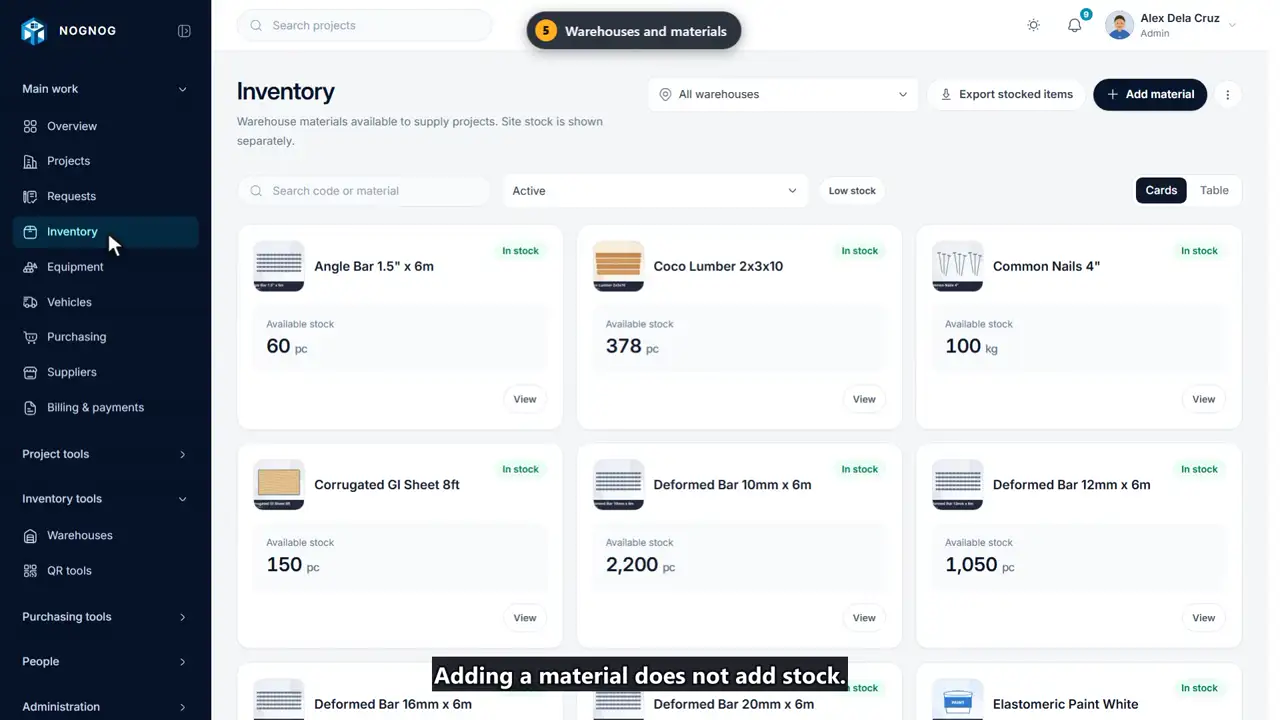 NOGNOG
Search projects
5 Warehouses and materials
9
Alex Dela Cruz
Admin
Main work
Overview
Projects
Requests
Inventory
Equipment
Vehicles
Purchasing
Suppliers
Billing & payments
Project tools
Inventory tools
Warehouses
QR tools
Purchasing tools
People
Administration
Inventory
Warehouse materials available to supply projects. Site stock is shown
separately.
All warehouses
Export stocked items
Add material
Search code or material
Active
Low stock
Cards
Table
In stock
Angle Bar 1.5" x 6m
Available stock
60 pc
View
In stock
Coco Lumber 2x3x10
Available stock
378 pc
View
In stock
Common Nails 4"
Available stock
100 kg
View
In stock
Corrugated GI Sheet 8ft
Available stock
150 pc
View
In stock
Deformed Bar 10mm x 6m
Available stock
2,200 pc
View
In stock
Deformed Bar 12mm x 6m
Available stock
1,050 pc
View
Deformed Bar 16mm x 6m
Deformed Bar 20mm x 6m
In stock
Elastomeric Paint White
Adding a material does not add stock.